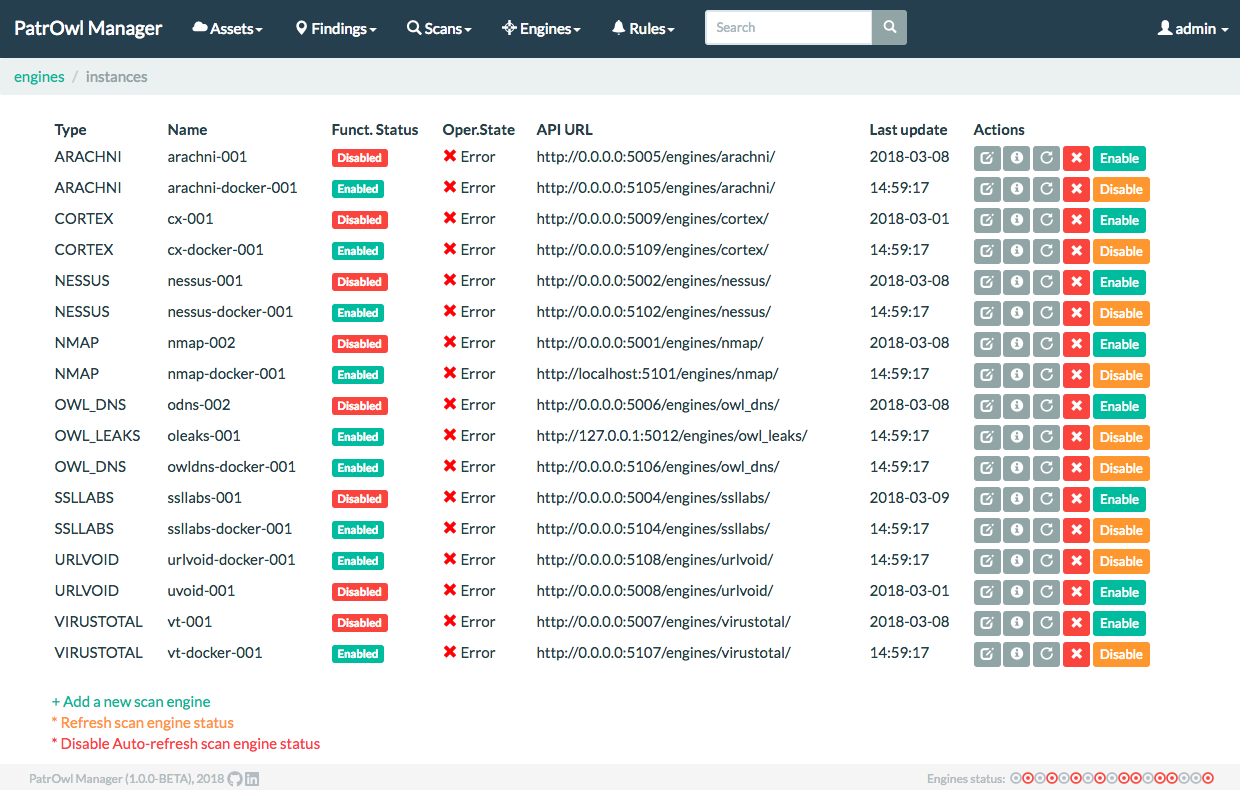 PatrOwl Manager Assets Findings Scans Engines Rules Search admin
engines / instances
Type Name Funct. Status Oper.State API URL Last update Actions
ARACHNI arachni-001 Disabled Error http://0.0.0.0:5005/engines/arachni/ 2018-03-08 Enable
ARACHNI arachni-docker-001 Enabled Error http://0.0.0.0:5105/engines/arachni/ 14:59:17 Disable
CORTEX cx-001 Disabled Error http://0.0.0.0:5009/engines/cortex/ 2018-03-01 Enable
CORTEX cx-docker-001 Enabled Error http://0.0.0.0:5109/engines/cortex/ 14:59:17 Disable
NESSUS nessus-001 Disabled Error http://0.0.0.0:5002/engines/nessus/ 2018-03-08 Enable
NESSUS nessus-docker-001 Enabled Error http://0.0.0.0:5102/engines/nessus/ 14:59:17 Disable
NMAP nmap-002 Disabled Error http://0.0.0.0:5001/engines/nmap/ 2018-03-08 Enable
NMAP nmap-docker-001 Enabled Error http://localhost:5101/engines/nmap/ 14:59:17 Disable
OWL_DNS odns-002 Disabled Error http://0.0.0.0:5006/engines/owl_dns/ 2018-03-08 Enable
OWL_LEAKS oleaks-001 Enabled Error http://127.0.0.1:5012/engines/owl_leaks/ 14:59:17 Disable
OWL_DNS owldns-docker-001 Enabled Error http://0.0.0.0:5106/engines/owl_dns/ 14:59:17 Disable
SSLLABS ssllabs-001 Disabled Error http://0.0.0.0:5004/engines/ssllabs/ 2018-03-09 Enable
SSLLABS ssllabs-docker-001 Enabled Error http://0.0.0.0:5104/engines/ssllabs/ 14:59:17 Disable
URLVOID urlvoid-docker-001 Enabled Error http://0.0.0.0:5108/engines/urlvoid/ 14:59:17 Disable
URLVOID uvoid-001 Disabled Error http://0.0.0.0:5008/engines/urlvoid/ 2018-03-01 Enable
VIRUSTOTAL vt-001 Disabled Error http://0.0.0.0:5007/engines/virustotal/ 2018-03-08 Enable
VIRUSTOTAL vt-docker-001 Enabled Error http://0.0.0.0:5107/engines/virustotal/ 14:59:17 Disable
+ Add a new scan engine
* Refresh scan engine status
* Disable Auto-refresh scan engine status
PatrOwl Manager (1.0.0-BETA), 2018 Engines status: